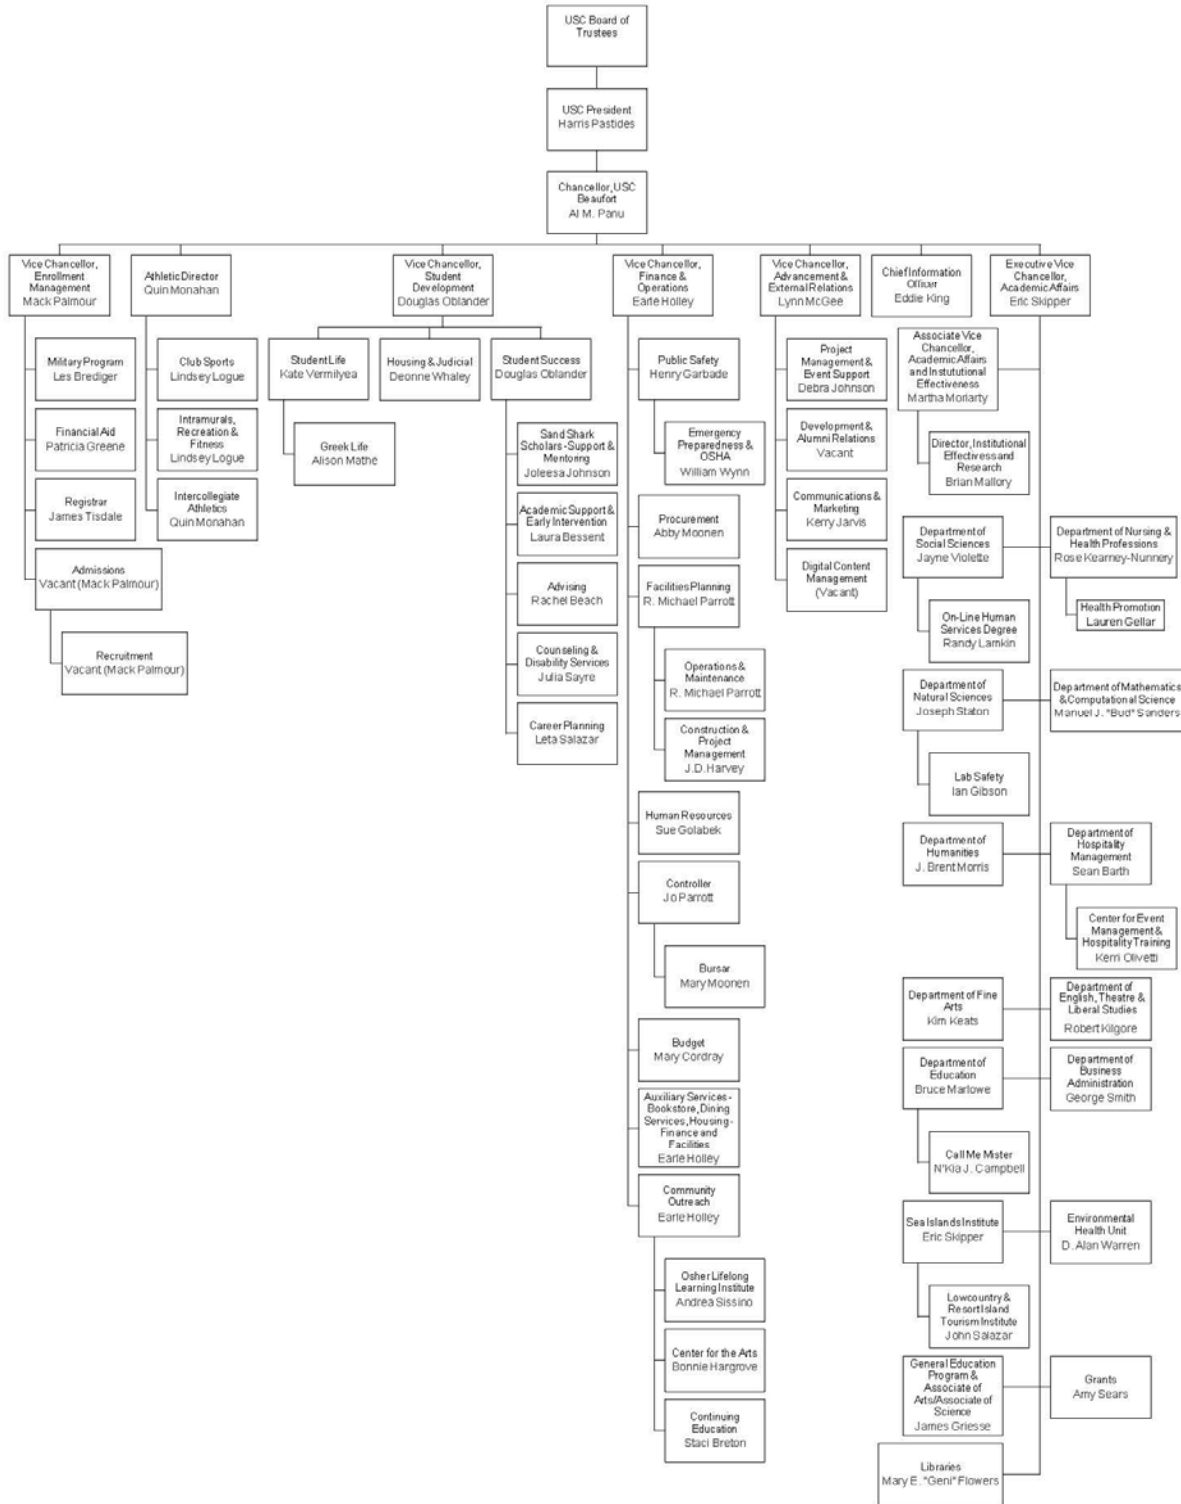 USC Board of
Trustees
USC President
Harris Pastides
Chancellor, USC
Beaufort
Al M. Panu
Vice Chancellor,
Enrollment
Management
Mack Palmour
Athletic Director
Quin Monahan
Vice Chancellor,
Student
Development
Douglas Oblander
Vice Chancellor,
Finance &
Operations
Earle Holley
Vice Chancellor,
Advancement &
External Relations
Lynn McGee
Chief Information
Officer
Eddie King
Executive Vice
Chancellor,
Academic Affairs
Eric Skipper
Military Program
Les Brediger
Financial Aid
Patricia Greene
Registrar
James Tisdale
Admissions
Vacant (Mack Palmour)
Recruitment
Vacant (Mack Palmour)
Club Sports
Lindsey Logue
Intramurals,
Recreation &
Fitness
Lindsey Logue
Intercollegiate
Athletics
Quin Monahan
Student Life
Kate Vermilyea
Greek Life
Alison Mathe
Housing & Judicial
Deonne Whaley
Student Success
Douglas Oblander
Sand Shark
Scholars - Support &
Mentoring
Joleesa Johnson
Academic Support &
Early Intervention
Laura Bessent
Advising
Rachel Beach
Counseling &
Disability Services
Julia Sayre
Career Planning
Leta Salazar
Public Safety
Henry Garbade
Emergency
Preparedness &
OSHA
William Wynn
Procurement
Abby Moonen
Facilities Planning
R. Michael Parrott
Operations &
Maintenance
R. Michael Parrott
Construction &
Project
Management
J.D. Harvey
Human Resources
Sue Golabek
Controller
Jo Parrott
Bursar
Mary Moonen
Budget
Mary Cordray
Auxiliary Services -
Bookstore, Dining
Services, Housing -
Finance and
Facilities
Earle Holley
Community
Outreach
Earle Holley
Osher Lifelong
Learning Institute
Andrea Sissino
Center for the Arts
Bonnie Hargrove
Continuing
Education
Staci Breton
Project
Management
& Event Support
Debra Johnson
Development &
Alumni Relations
Vacant
Communications &
Marketing
Kerry Jarvis
Digital Content
Management
(Vacant)
Associate Vice
Chancellor,
Academic Affairs
and Instutional
Effectiveness
Martha Moriarty
Director, Institutional
Effectivess and
Research
Brian Mallory
Department of
Social Sciences
Jayne Violette
Department of Nursing &
Health Professions
Rose Kearney-Nunnery
On-Line Human
Services Degree
Randy Lamkin
Health Promotion
Lauren Gellar
Department of
Natural Sciences
Joseph Staton
Department of Mathematics
& Computational Science
Manuel J. "Bud" Sanders
Lab Safety
Ian Gibson
Department of
Humanities
J. Brent Morris
Department of
Hospitality
Management
Sean Barth
Center for Event
Management &
Hospitality Training
Kerri Olivetti
Department of Fine
Arts
Kim Keats
Department of
English, Theatre &
Liberal Studies
Robert Kilgore
Department of
Education
Bruce Marlowe
Department of
Business
Administration
George Smith
Call Me Mister
N'Kia J. Campbell
Sea Islands Institute
Eric Skipper
Environmental
Health Unit
D. Alan Warren
Lowcountry &
Resort Island
Tourism Institute
John Salazar
General Education
Program &
Associate of
Arts/Associate of
Science
James Griesse
Grants
Amy Sears
Libraries
Mary E. "Geni" Flowers